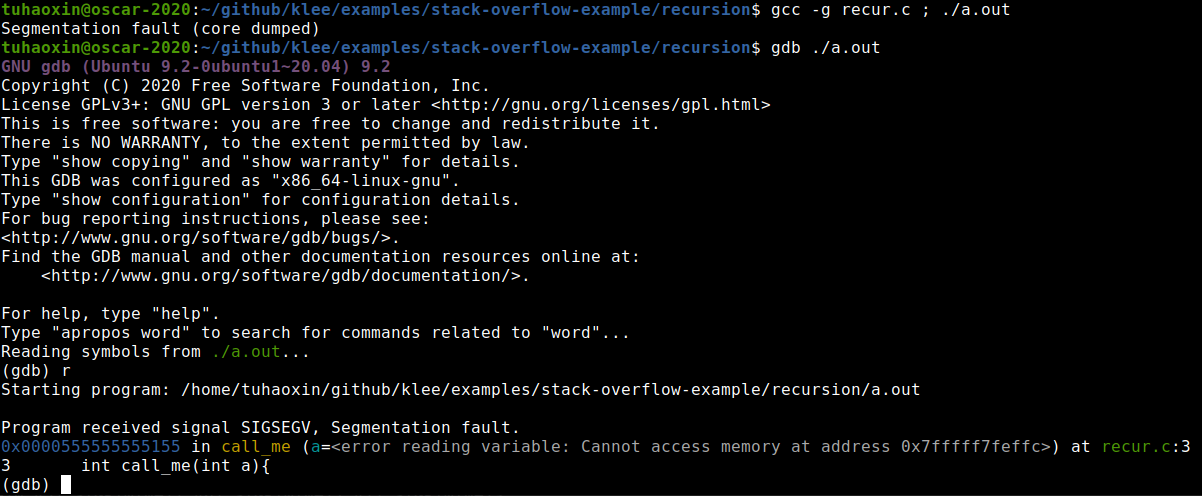 tuhaoxin@oscar-2020:~/github/klee/examples/stack-overflow-example/recursion$ gcc -g recur.c ; ./a.out
Segmentation fault (core dumped)
tuhaoxin@oscar-2020:~/github/klee/examples/stack-overflow-example/recursion$ gdb ./a.out
GNU gdb (Ubuntu 9.2-0ubuntu1~20.04) 9.2
Copyright (C) 2020 Free Software Foundation, Inc.
License GPLv3+: GNU GPL version 3 or later <http://gnu.org/licenses/gpl.html>
This is free software: you are free to change and redistribute it.
There is NO WARRANTY, to the extent permitted by law.
Type "show copying" and "show warranty" for details.
This GDB was configured as "x86_64-linux-gnu".
Type "show configuration" for configuration details.
For bug reporting instructions, please see:
<http://www.gnu.org/software/gdb/bugs/>.
Find the GDB manual and other documentation resources online at:
    <http://www.gnu.org/software/gdb/documentation/>.

For help, type "help".
Type "apropos word" to search for commands related to "word"...
Reading symbols from ./a.out...
(gdb) r
Starting program: /home/tuhaoxin/github/klee/examples/stack-overflow-example/recursion/a.out

Program received signal SIGSEGV, Segmentation fault.
0x0000555555555155 in call_me (a=<error reading variable: Cannot access memory at address 0x7fffff7feffc>) at recur.c:3
3       int call_me(int a){
(gdb)